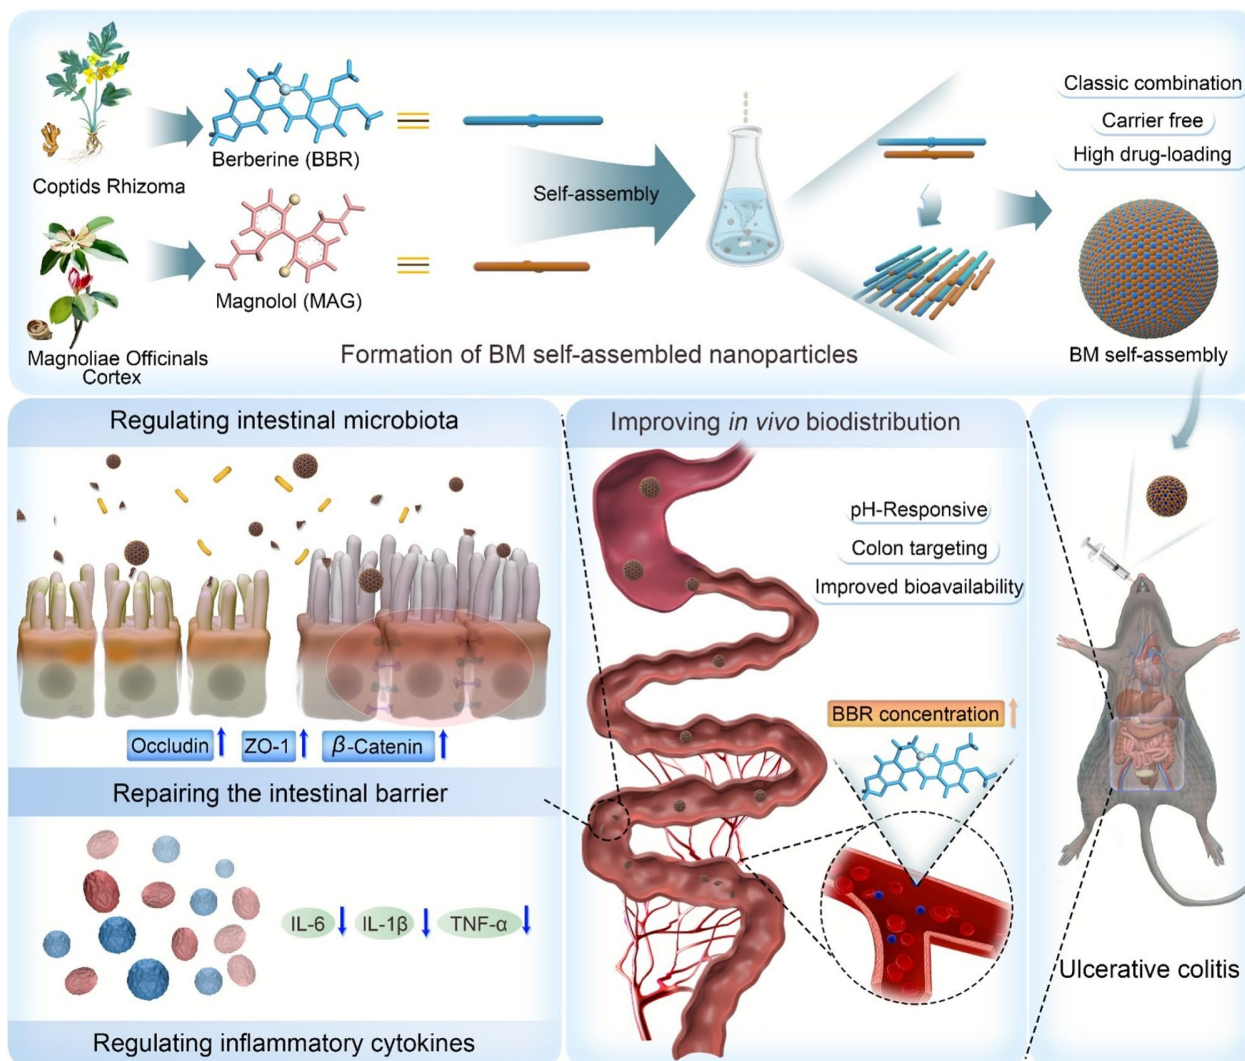 Coptids Rhizoma
Berberine (BBR)
Magnoliae Officinals
Cortex
Magnolol (MAG)
Self-assembly
Classic combination
Carrier free
High drug-loading
BM self-assembly
Formation of BM self-assembled nanoparticles
Regulating intestinal microbiota
Occludin
ZO-1
β-Catenin
Repairing the intestinal barrier
IL-6
IL-1β
TNF-α
Regulating inflammatory cytokines
Improving in vivo biodistribution
pH-Responsive
Colon targeting
Improved bioavailability
BBR concentration
Ulcerative colitis